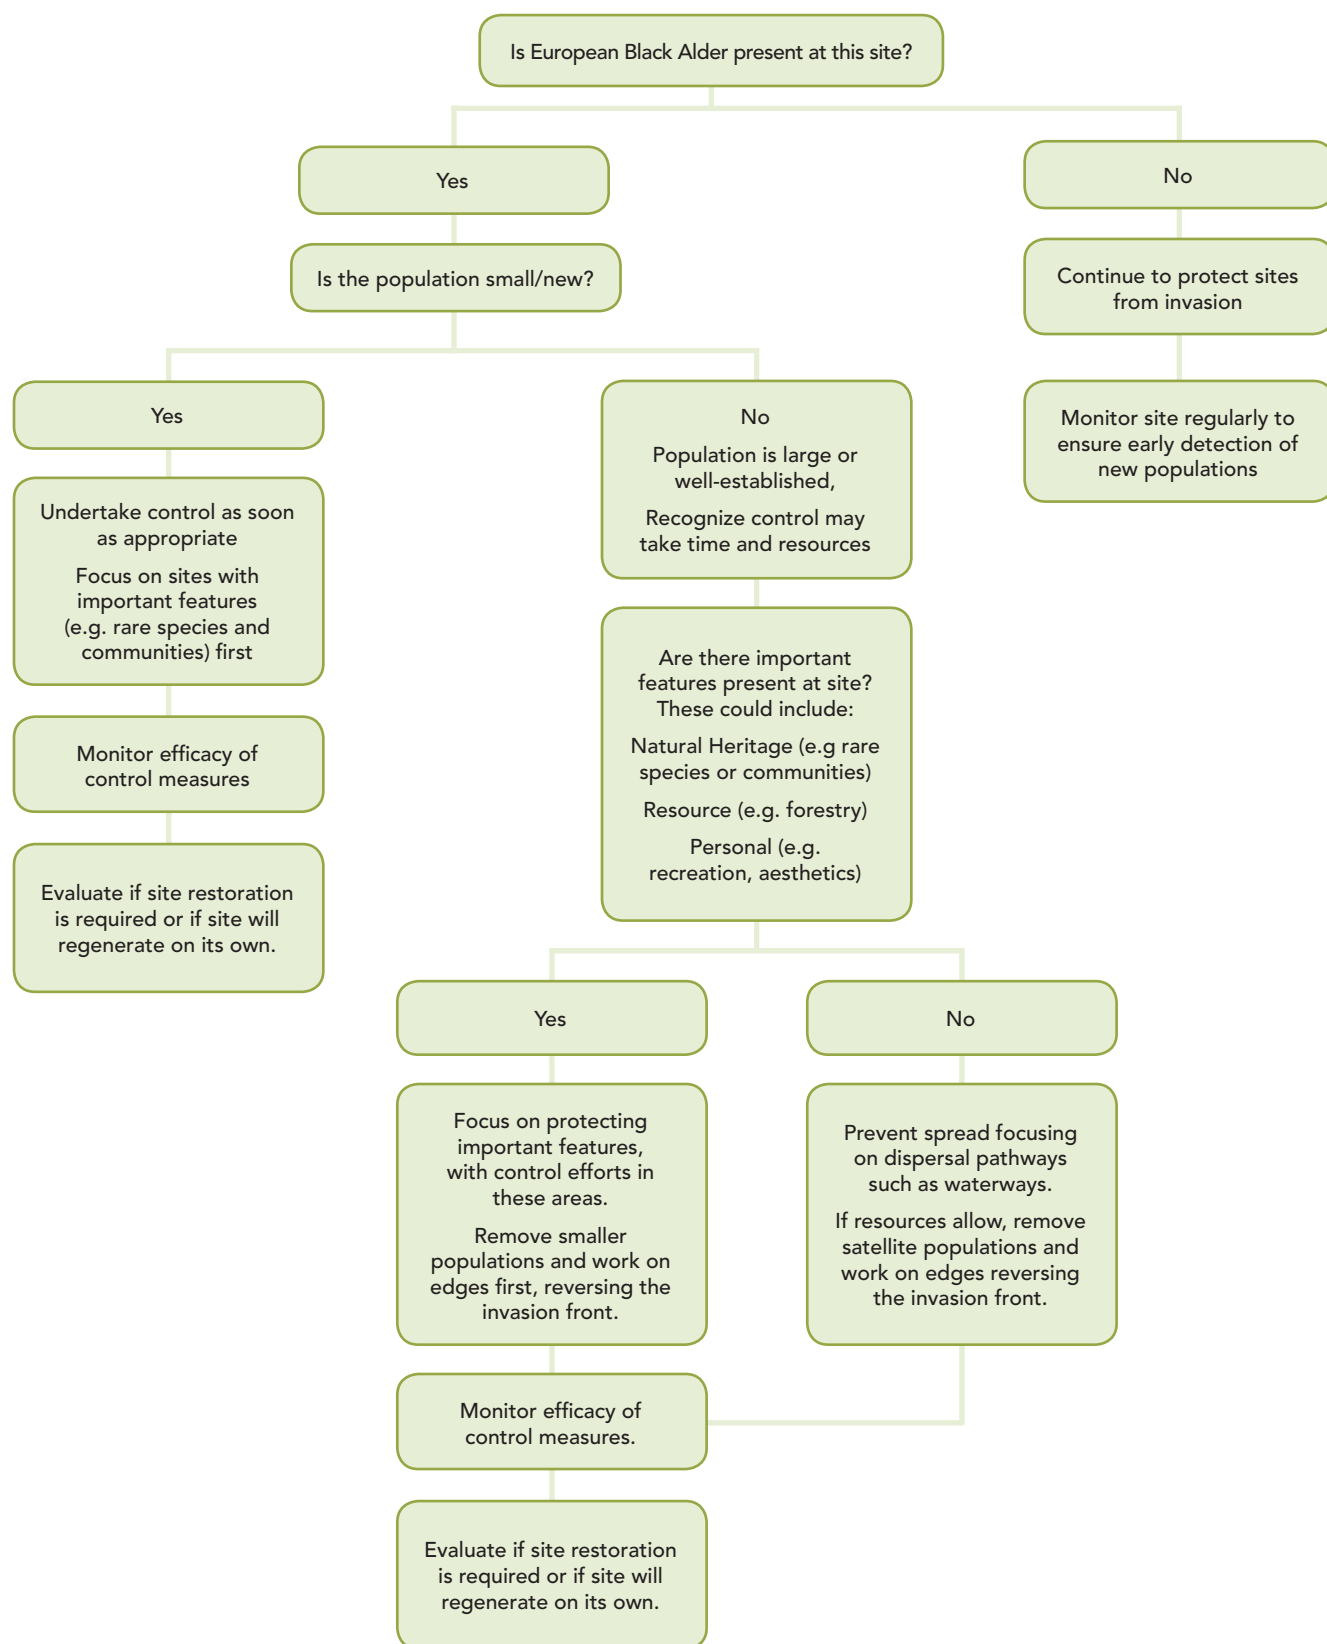 Is European Black Alder present at this site?
Yes
No
Is the population small/new?
Continue to protect sites
from invasion
Monitor site regularly to
ensure early detection of
new populations
Yes
Undertake control as soon
as appropriate
Focus on sites with
important features
(e.g. rare species and
communities) first
Monitor efficacy of
control measures
Evaluate if site restoration
is required or if site will
regenerate on its own.
No
Population is large or
well-established,
Recognize control may
take time and resources
Are there important
features present at site?
These could include:
Natural Heritage (e.g rare
species or communities)
Resource (e.g. forestry)
Personal (e.g.
recreation, aesthetics)
Yes
Focus on protecting
important features,
with control efforts in
these areas.
Remove smaller
populations and work on
edges first, reversing the
invasion front.
No
Prevent spread focusing
on dispersal pathways
such as waterways.
If resources allow, remove
satellite populations and
work on edges reversing
the invasion front.
Monitor efficacy of
control measures.
Evaluate if site restoration
is required or if site will
regenerate on its own.